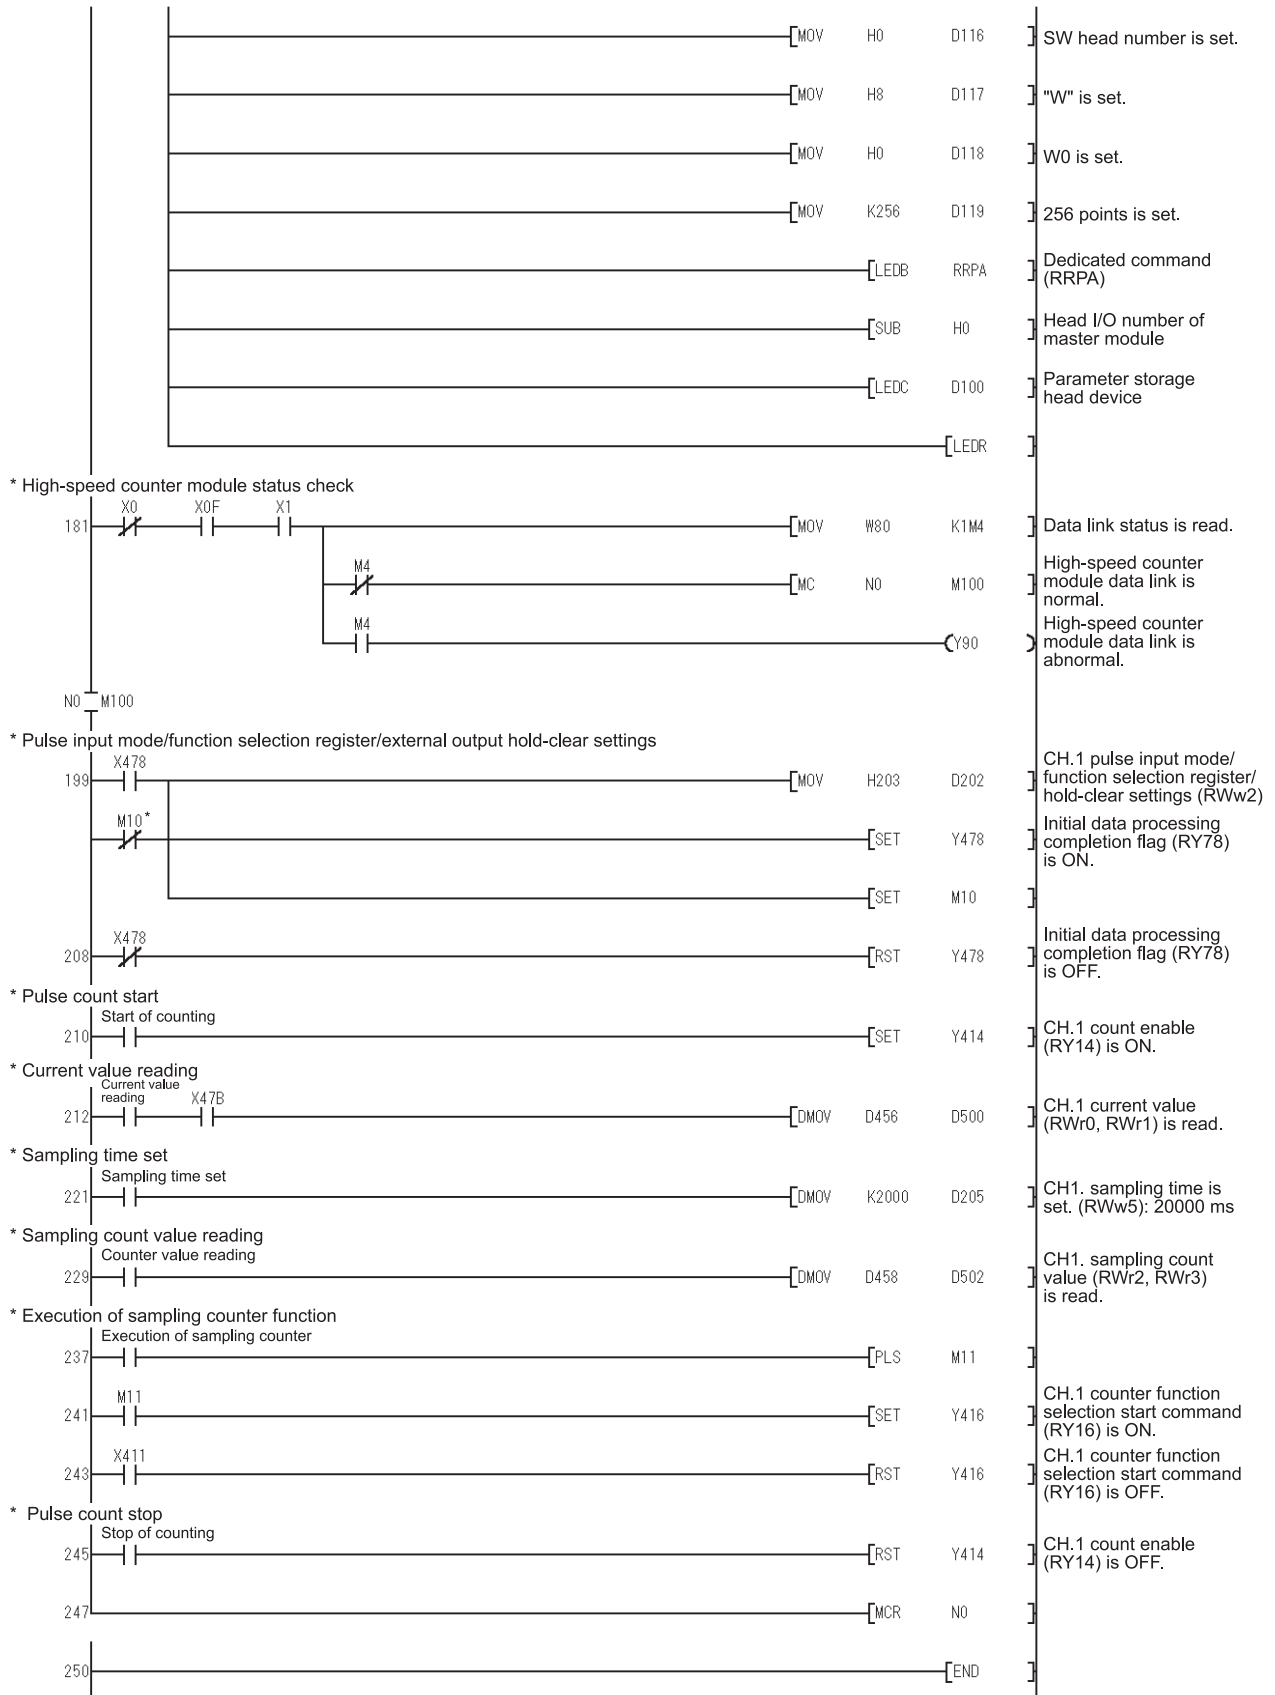 MOV H0 D116 SW head number is set.
MOV H8 D117 "W" is set.
MOV H0 D118 W0 is set.
MOV K256 D119 256 points is set.
LEDB RRPA Dedicated command
(RRPA)
SUB H0 Head I/O number of
master module
LEDC D100 Parameter storage
head device
LEDR
* High-speed counter module status check
X0 X0F X1
181 MOV W80 K1M4 Data link status is read.
M4
MC N0 M100 High-speed counter
module data link is
normal.
M4
Y90 High-speed counter
module data link is
abnormal.
N0 M100
* Pulse input mode/function selection register/external output hold-clear settings
X478
199 MOV H203 D202 CH.1 pulse input mode/
function selection register/
hold-clear settings (RWw2)
M10 *
SET Y478 Initial data processing
completion flag (RY78)
is ON.
SET M10
X478
208 RST Y478 Initial data processing
completion flag (RY78)
is OFF.
* Pulse count start
Start of counting
210 SET Y414 CH.1 count enable
(RY14) is ON.
* Current value reading
Current value
reading X47B
212 DMOV D456 D500 CH.1 current value
(RWr0, RWr1) is read.
* Sampling time set
Sampling time set
221 DMOV K2000 D205 CH1. sampling time is
set. (RWw5): 20000 ms
* Sampling count value reading
Counter value reading
229 DMOV D458 D502 CH1. sampling count
value (RWr2, RWr3)
is read.
* Execution of sampling counter function
Execution of sampling counter
237 PLS M11
M11
241 SET Y416 CH.1 counter function
selection start command
(RY16) is ON.
X411
243 RST Y416 CH.1 counter function
selection start command
(RY16) is OFF.
* Pulse count stop
Stop of counting
245 RST Y414 CH.1 count enable
(RY14) is OFF.
247 MCR N0
250 END